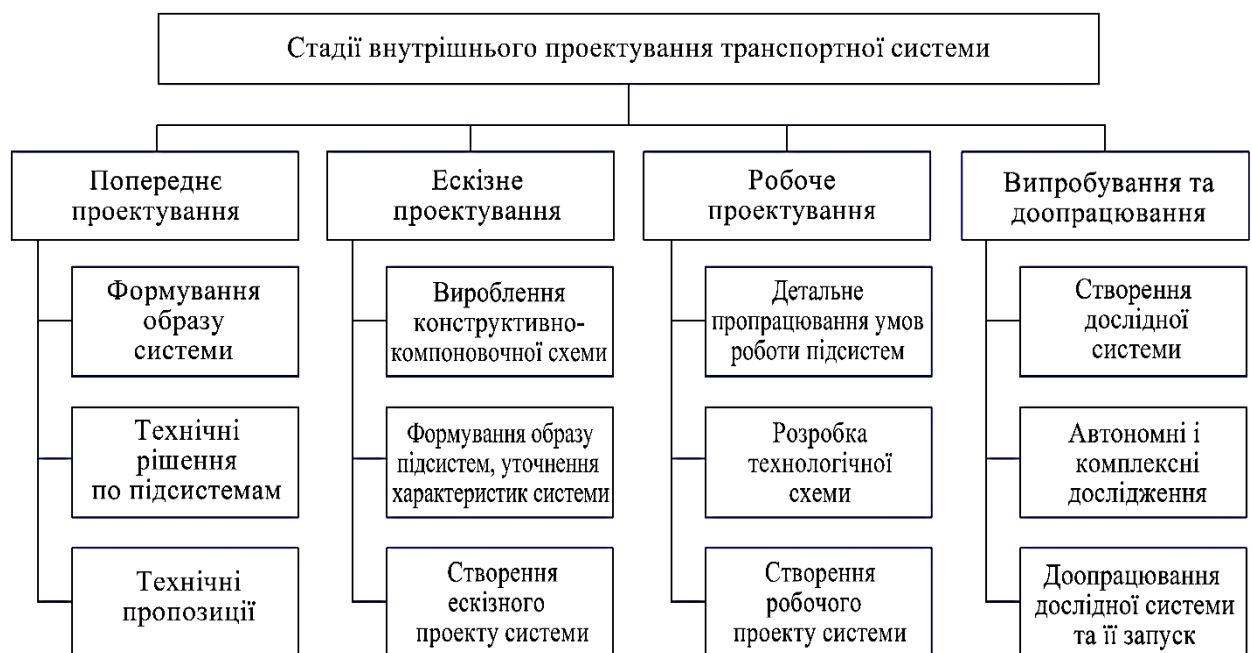 Стадії внутрішнього проектування транспортної системи
Попереднє
проектування
Формування
образу
системи
Технічні
рішення
по підсистемам
Технічні
пропозиції
Ескізне
проектування
Вироблення
конструктивно-
компоновочної схеми
Формування образу
підсистем, уточнення
характеристик системи
Створення
ескізного
проекту системи
Робоче
проектування
Детальне
пропрацювання умов
роботи підсистем
Розробка
технологічної
схеми
Створення
робочого
проекту системи
Випробування та
доопрацювання
Створення
дослідної
системи
Автономні і
комплексні
дослідження
Доопрацювання
дослідної системи
та її запуск